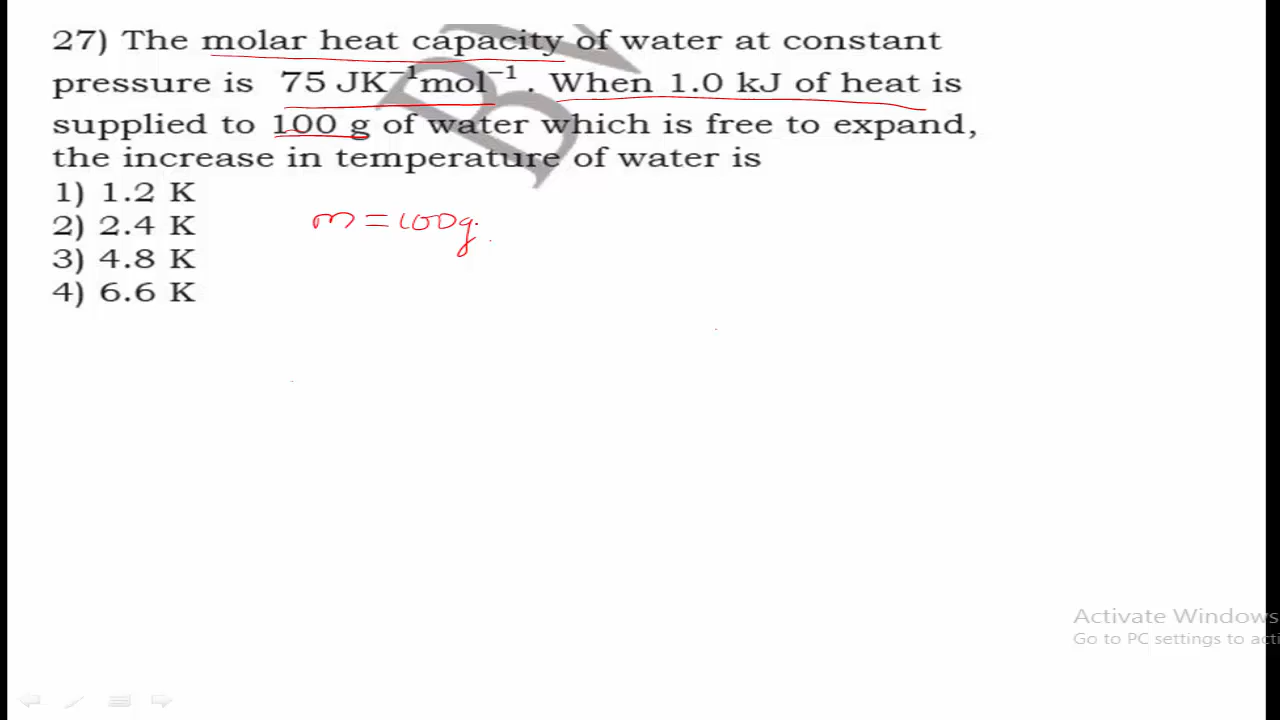 27) The molar heat capacity of water at constant
pressure is 75 JK⁻¹mol⁻¹ . When 1.0 kJ of heat is
supplied to 100 g of water which is free to expand,
the increase in temperature of water is
1) 1.2 K
2) 2.4 K
3) 4.8 K
4) 6.6 K
m = 100g.
Activate Windows
Go to PC settings to acti